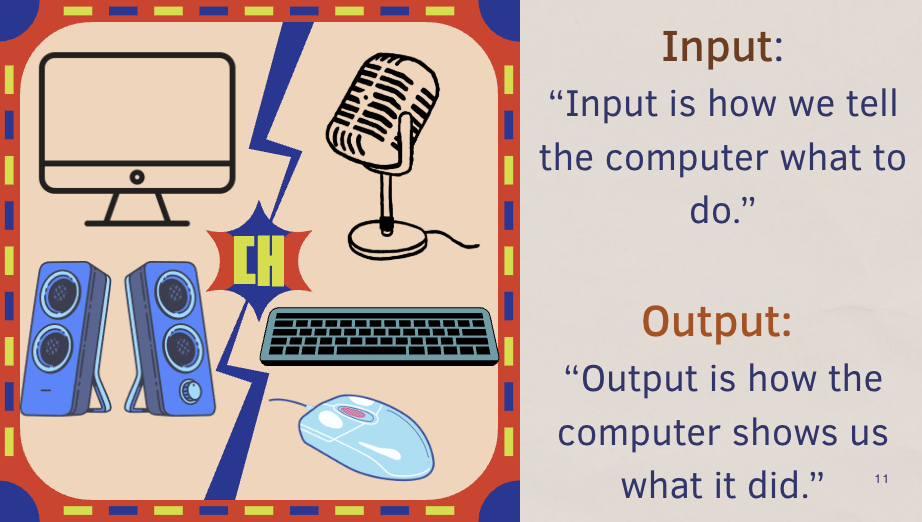 CH
Input:
“Input is how we tell
the computer what to
do.”
Output:
“Output is how the
computer shows us
what it did.”
11